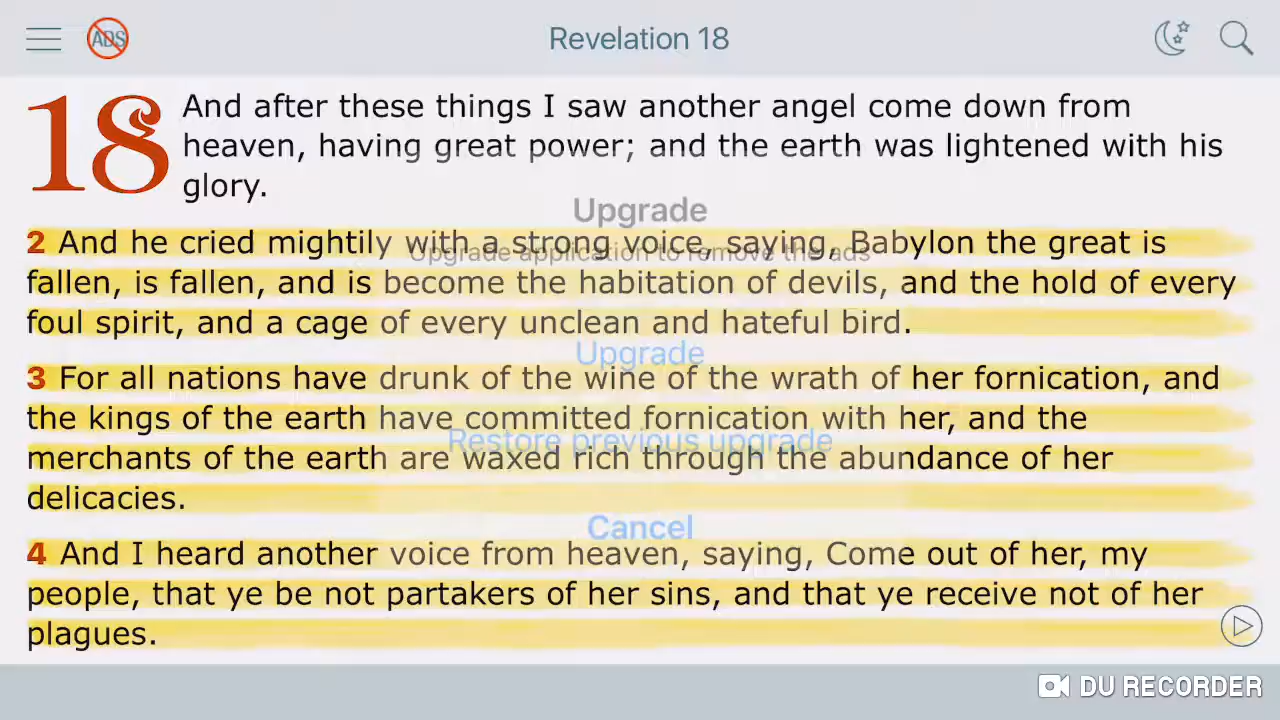 ADS
Revelation 18
18 And after these things I saw another angel come down from
heaven, having great power; and the earth was lightened with his
glory.
Upgrade
2 And he cried mightily with a strong voice, saying, Babylon the great is
Upgrade application to remove the ads
fallen, is fallen, and is become the habitation of devils, and the hold of every
foul spirit, and a cage of every unclean and hateful bird.
Upgrade
3 For all nations have drunk of the wine of the wrath of her fornication, and
the kings of the earth have committed fornication with her, and the
Restore previous upgrade
merchants of the earth are waxed rich through the abundance of her
delicacies.
Cancel
4 And I heard another voice from heaven, saying, Come out of her, my
people, that ye be not partakers of her sins, and that ye receive not of her
plagues.
DU RECORDER